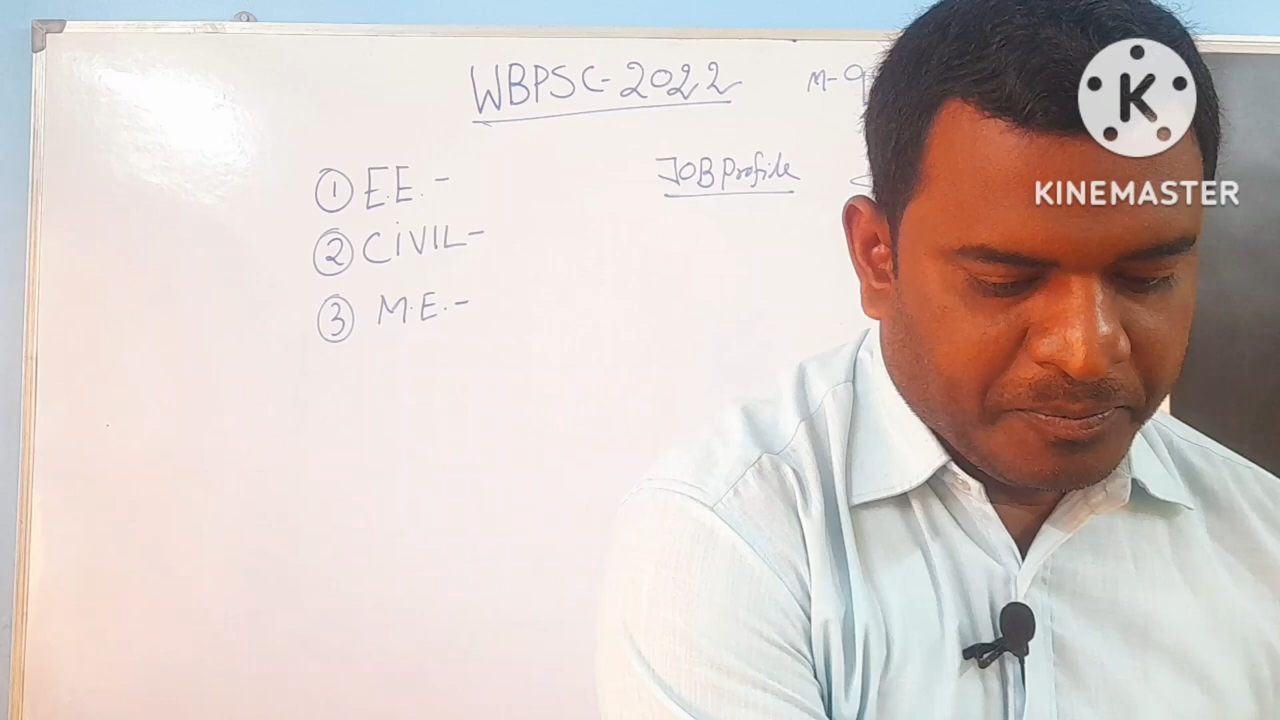 WBPSC-2022 M-9
JOB Profile
① E.E. -
② CiVIL -
③ M.E. -
K
KINEMASTER